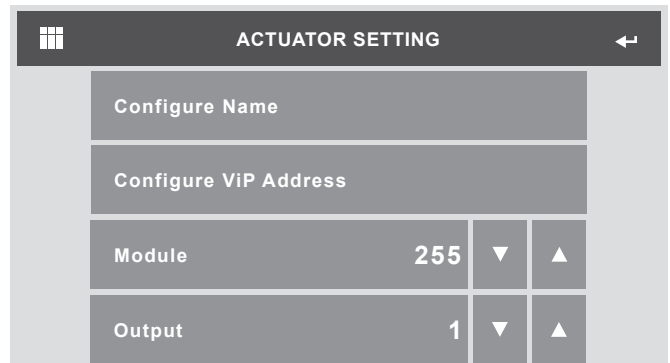 ACTUATOR SETTING
Configure Name
Configure ViP Address
Module 255
Output 1